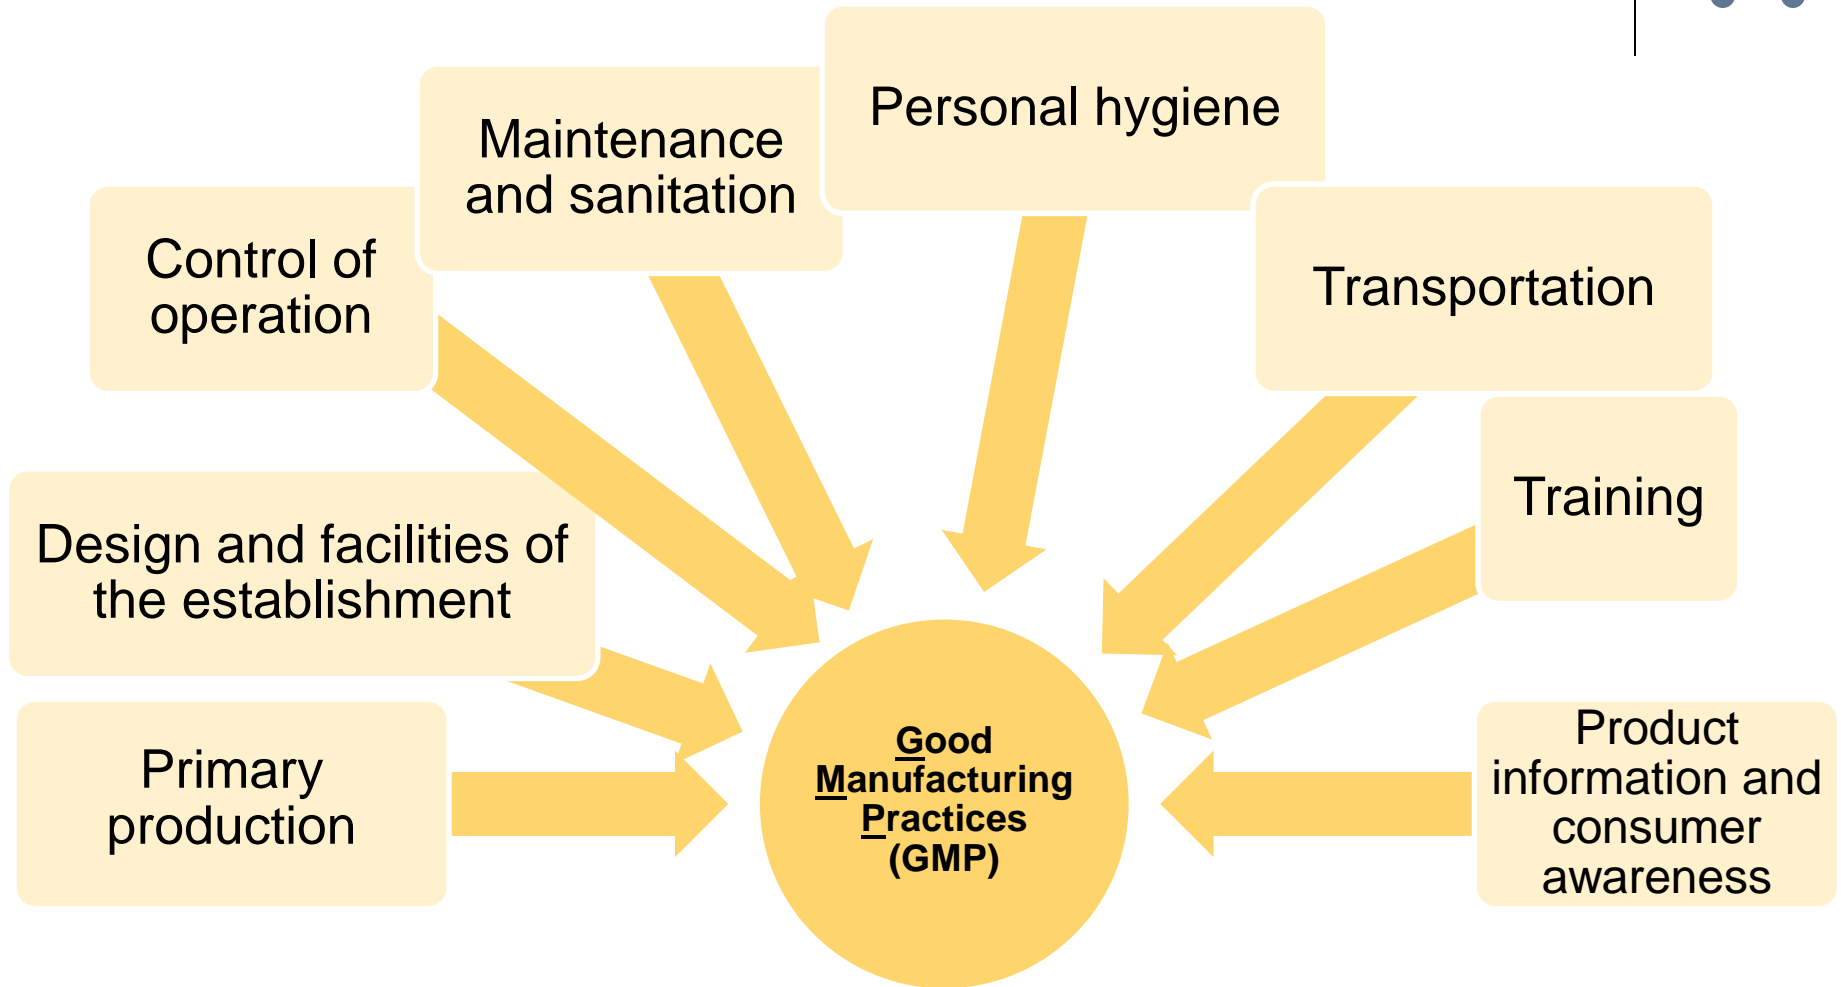 Personal hygiene
Maintenance
and sanitation
Control of
operation
Transportation
Training
Design and facilities of
the establishment
Primary
production
Good
Manufacturing
Practices
(GMP)
Product
information and
consumer
awareness